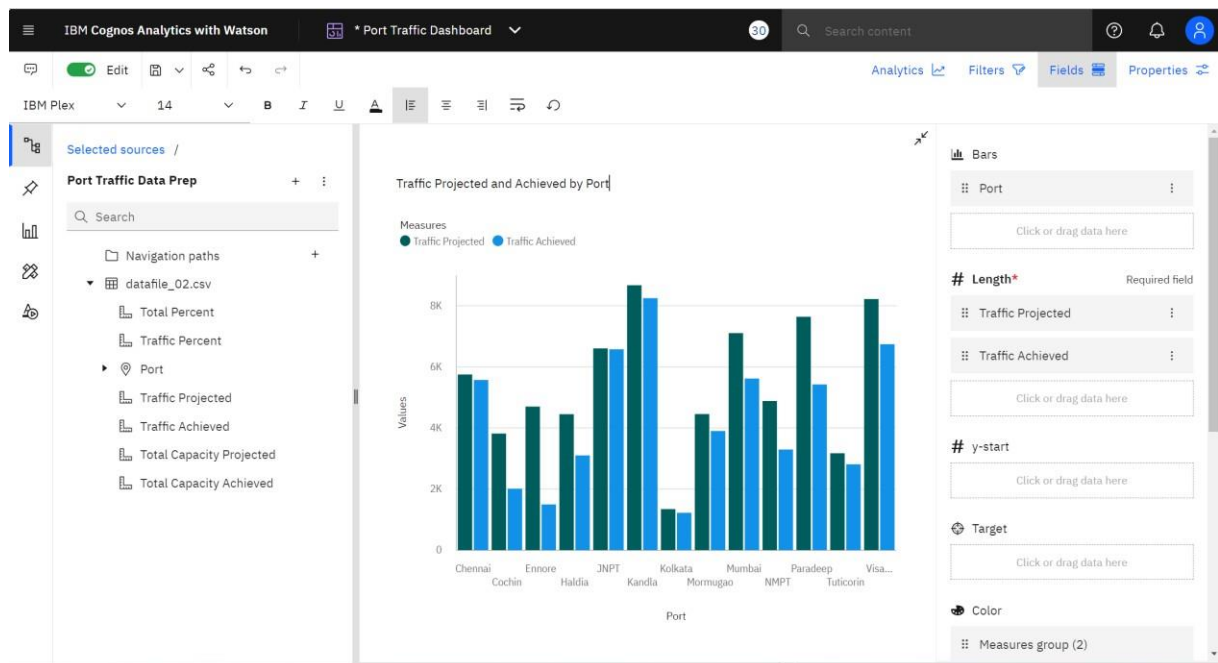 IBM Cognos Analytics with Watson
* Port Traffic Dashboard
30
Search content
Edit
Analytics
Filters
Fields
Properties
IBM Plex
14
B I U A
Selected sources /
Port Traffic Data Prep
Search
Navigation paths
datafile_02.csv
Total Percent
Traffic Percent
Port
Traffic Projected
Traffic Achieved
Total Capacity Projected
Total Capacity Achieved
Traffic Projected and Achieved by Port
Measures
Traffic Projected Traffic Achieved
Values
8K
6K
4K
2K
0
Chennai Ennore JNPT Kolkata Mumbai Paradeep Visa...
Cochin Haldia Kandla Mormugao NMPT Tuticorin
Port
Bars
Port
Click or drag data here
# Length* Required field
Traffic Projected
Traffic Achieved
Click or drag data here
# y-start
Click or drag data here
Target
Click or drag data here
Color
Measures group (2)